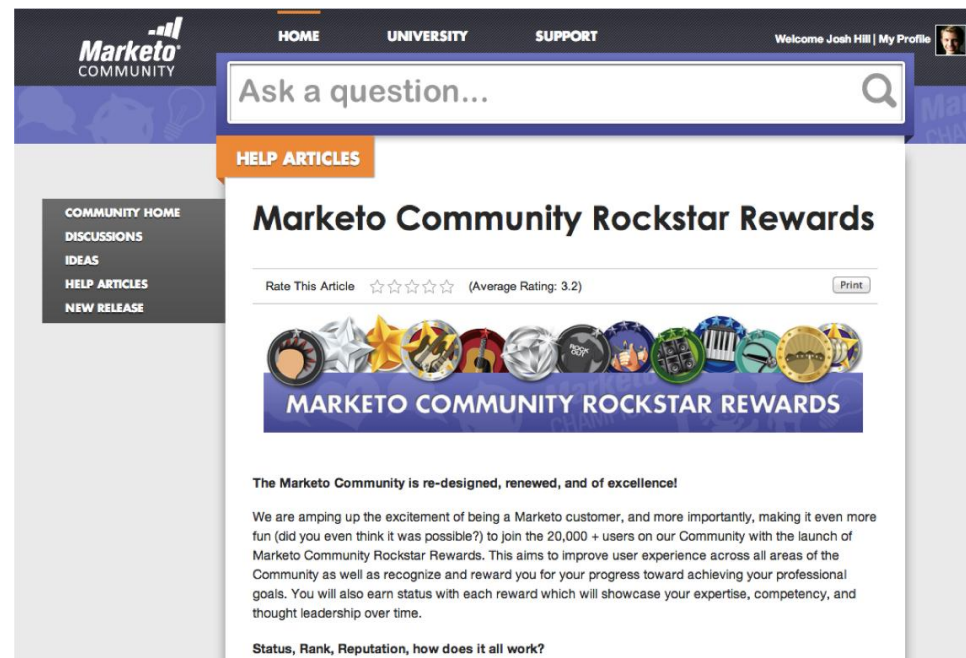 Marketo
COMMUNITY
HOME
UNIVERSITY
SUPPORT
Welcome Josh Hill | My Profile
Ask a question...
HELP ARTICLES
COMMUNITY HOME
DISCUSSIONS
IDEAS
HELP ARTICLES
NEW RELEASE
Marketo Community Rockstar Rewards
Rate This Article
(Average Rating: 3.2)
Print
ROCK
OUT
MARKETO COMMUNITY ROCKSTAR REWARDS
The Marketo Community is re-designed, renewed, and of excellence!
We are amping up the excitement of being a Marketo customer, and more importantly, making it even more
fun (did you even think it was possible?) to join the 20,000 + users on our Community with the launch of
Marketo Community Rockstar Rewards. This aims to improve user experience across all areas of the
Community as well as recognize and reward you for your progress toward achieving your professional
goals. You will also earn status with each reward which will showcase your expertise, competency, and
thought leadership over time.
Status, Rank, Reputation, how does it all work?